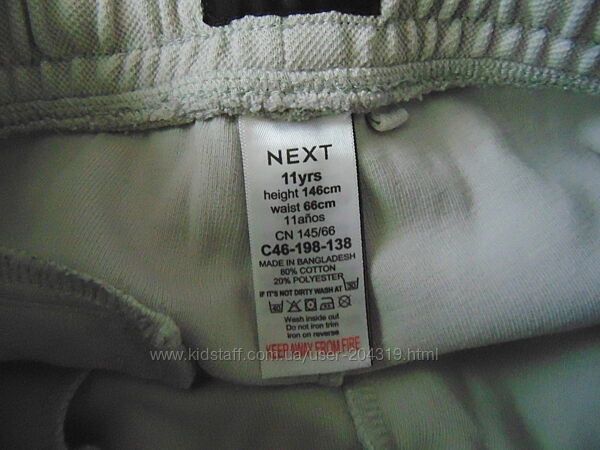 NEXT
11yrs
height 146cm
waist 66cm
11años
CN 145/66
C46-198-138
MADE IN BANGLADESH
80% COTTON
20% POLYESTER
IF IT'S NOT DIRTY WASH AT 30
40
Wash inside out
Do not iron trim
Iron on reverse
KEEP AWAY FROM FIRE
www.kidstaff.com.ua/user-204319.html